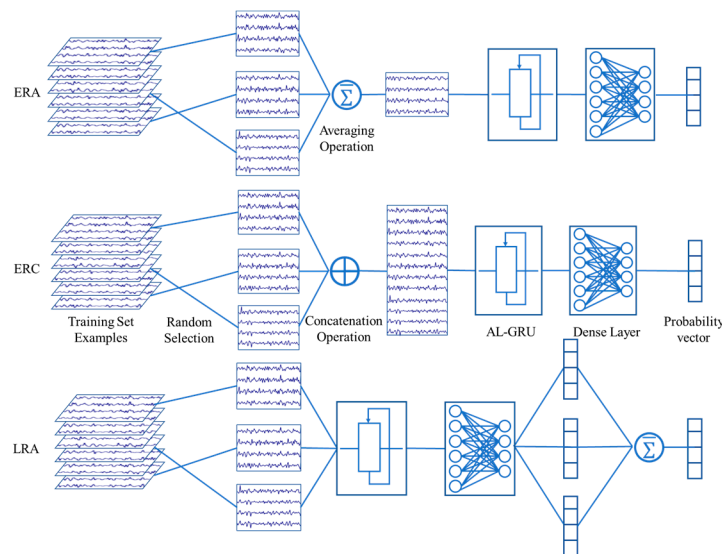 ERA
Σ
Averaging
Operation
ERC
Training Set
Examples
Random
Selection
Concatenation
Operation
AL-GRU
Dense Layer
Probability
vector
LRA
Σ